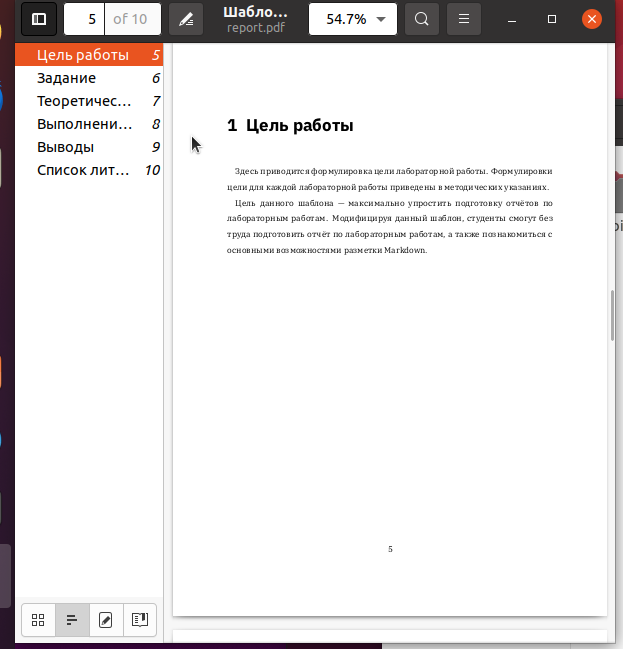 5 of 10
Шабло...
report.pdf
54.7%
Цель работы 5
Задание 6
Теоретичес... 7
Выполнени... 8
Выводы 9
Список лит... 10
1 Цель работы
Здесь приводится формулировка цели лабораторной работы. Формулировки
цели для каждой лабораторной работы приведены в методических указаниях.
Цель данного шаблона — максимально упростить подготовку отчётов по
лабораторным работам. Модифицируя данный шаблон, студенты смогут без
труда подготовить отчёт по лабораторным работам, а также познакомиться с
основными возможностями разметки Markdown.
5